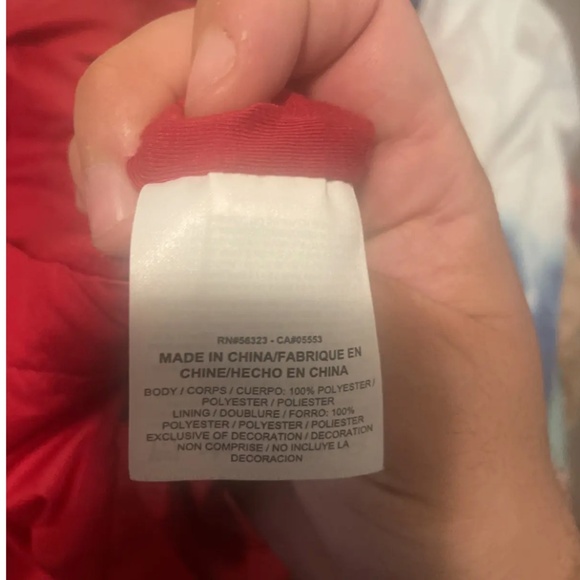 RN#56323 - CA#05553
MADE IN CHINA/FABRIQUE EN
CHINE/HECHO EN CHINA
BODY / CORPS / CUERPO: 100% POLYESTER/
POLYESTER / POLIESTER
LINING / DOUBLURE / FORRO: 100%
POLYESTER / POLYESTER / POLIESTER
EXCLUSIVE OF DECORATION / DECORATION
NON COMPRISE / NO INCLUYE LA
DECORACION